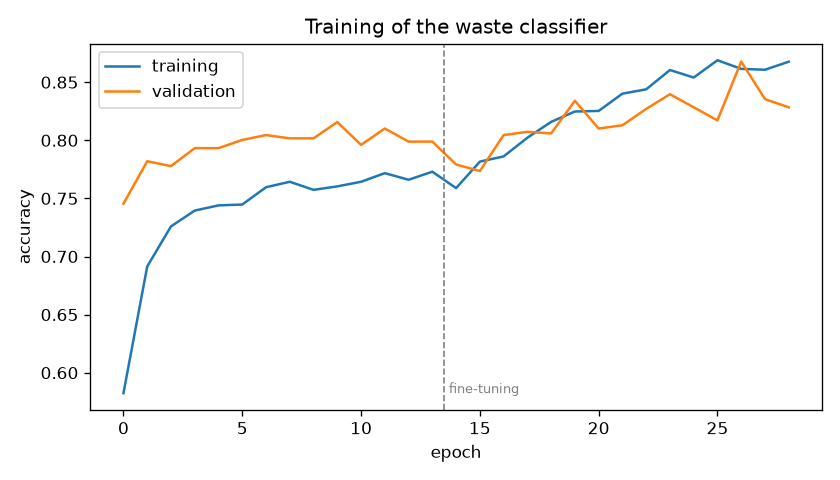 Training of the waste classifier
training
validation
accuracy
0.85
0.80
0.75
0.70
0.65
0.60
fine-tuning
0 5 10 15 20 25
epoch